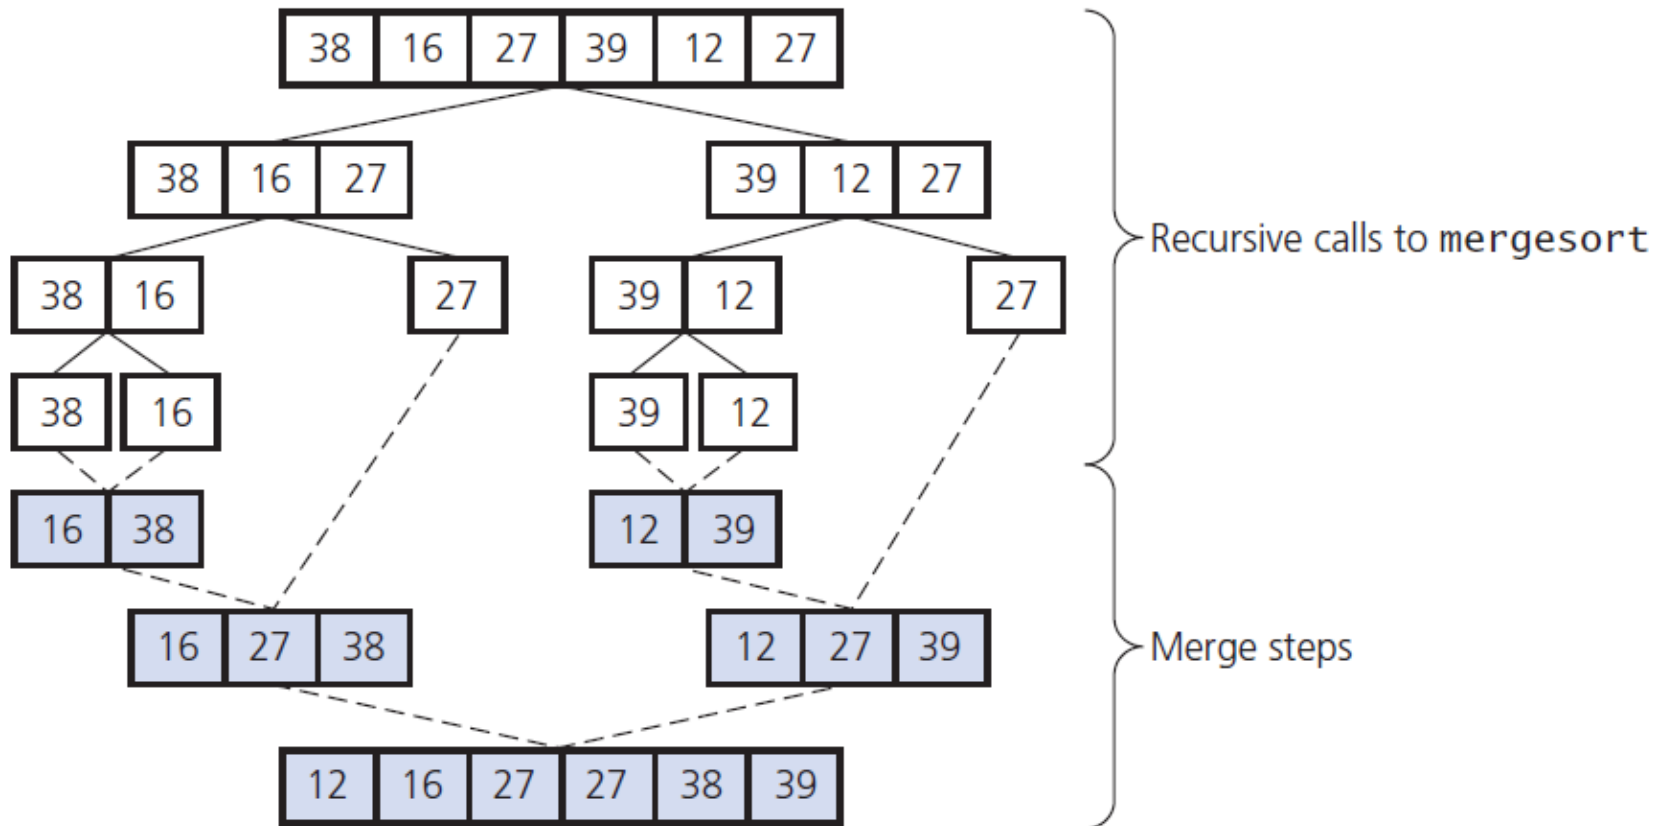 38 16 27 39 12 27
38 16 27 39 12 27
Recursive calls to mergesort
38 16 27 39 12 27
38 16 39 12
16 38 12 39
16 27 38 12 27 39
Merge steps
12 16 27 27 38 39